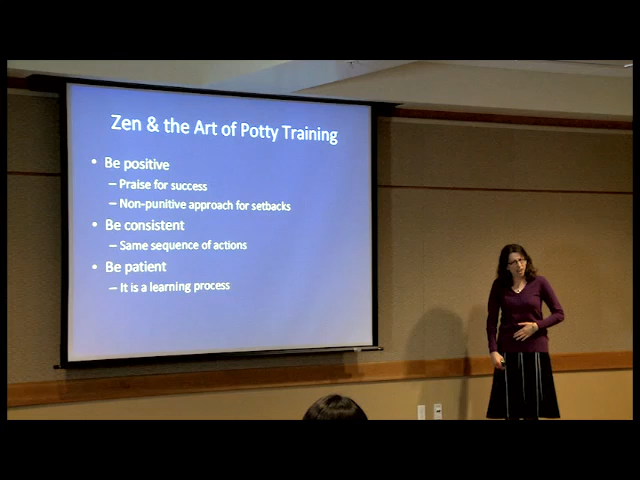 Zen & the Art of Potty Training
• Be positive
– Praise for success
– Non-punitive approach for setbacks
• Be consistent
– Same sequence of actions
• Be patient
– It is a learning process